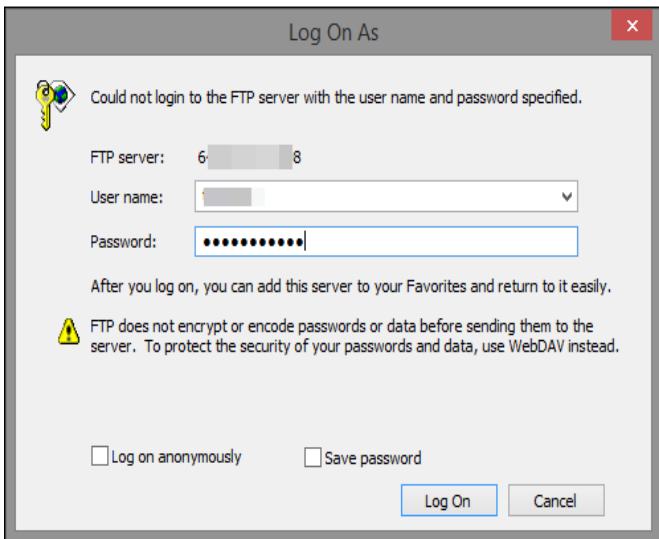 Log On As
Could not login to the FTP server with the user name and password specified.
FTP server: 6 8
User name:
Password:
After you log on, you can add this server to your Favorites and return to it easily.
FTP does not encrypt or encode passwords or data before sending them to the
server. To protect the security of your passwords and data, use WebDAV instead.
Log on anonymously Save password
Log On Cancel